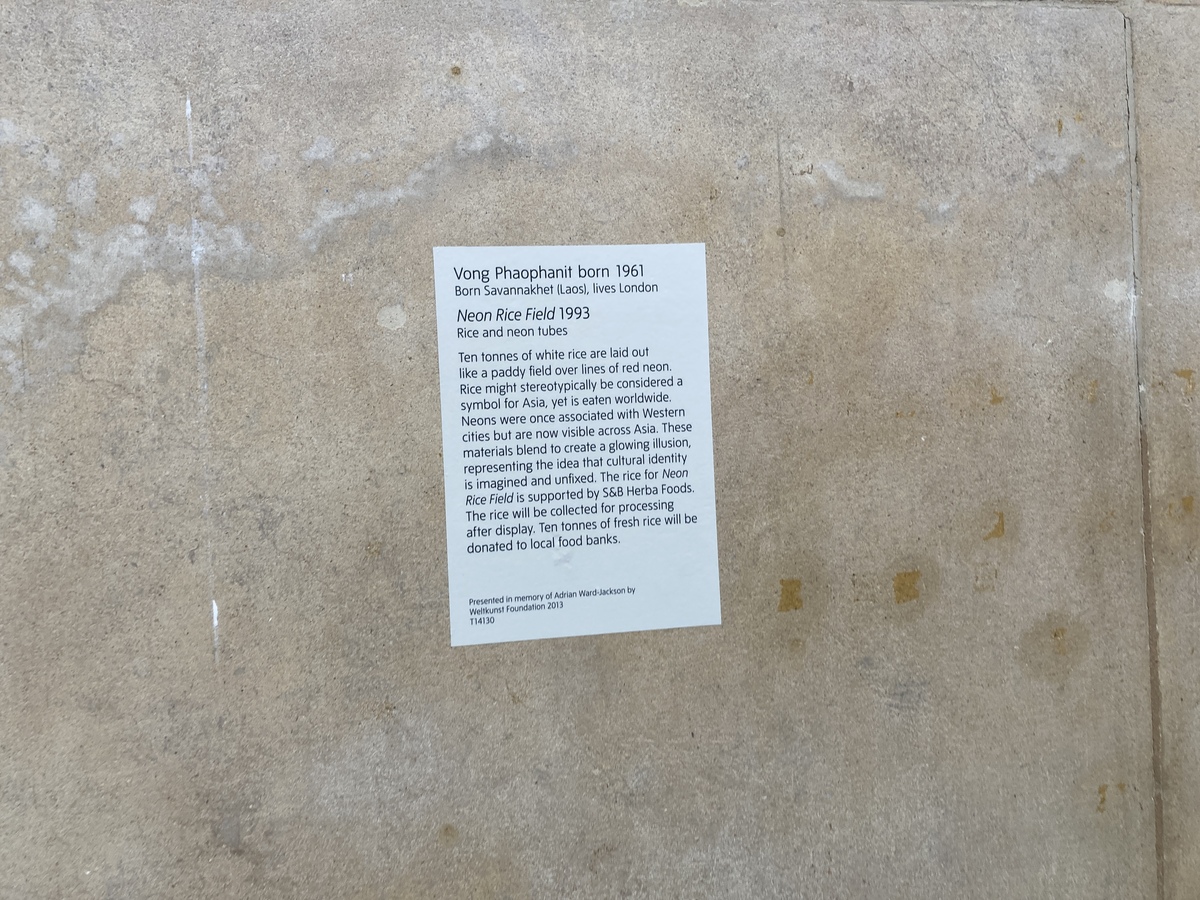 Vong Phaophanit born 1961
Born Savannakhet (Laos), lives London
Neon Rice Field 1993
Rice and neon tubes
Ten tonnes of white rice are laid out
like a paddy field over lines of red neon.
Rice might stereotypically be considered a
symbol for Asia, yet is eaten worldwide.
Neons were once associated with Western
cities but are now visible across Asia. These
materials blend to create a glowing illusion,
representing the idea that cultural identity
is imagined and unfixed. The rice for Neon
Rice Field is supported by S&B Herba Foods.
The rice will be collected for processing
after display. Ten tonnes of fresh rice will be
donated to local food banks.
Presented in memory of Adrian Ward-Jackson by
Weltkunst Foundation 2013
T14130